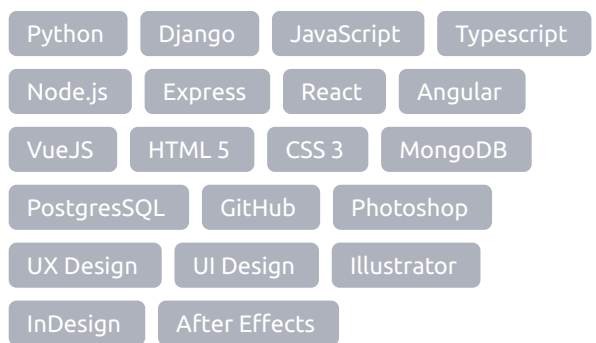 Python Django JavaScript Typescript
Node.js Express React Angular
VueJS HTML 5 CSS 3 MongoDB
PostgresSQL GitHub Photoshop
UX Design UI Design Illustrator
InDesign After Effects